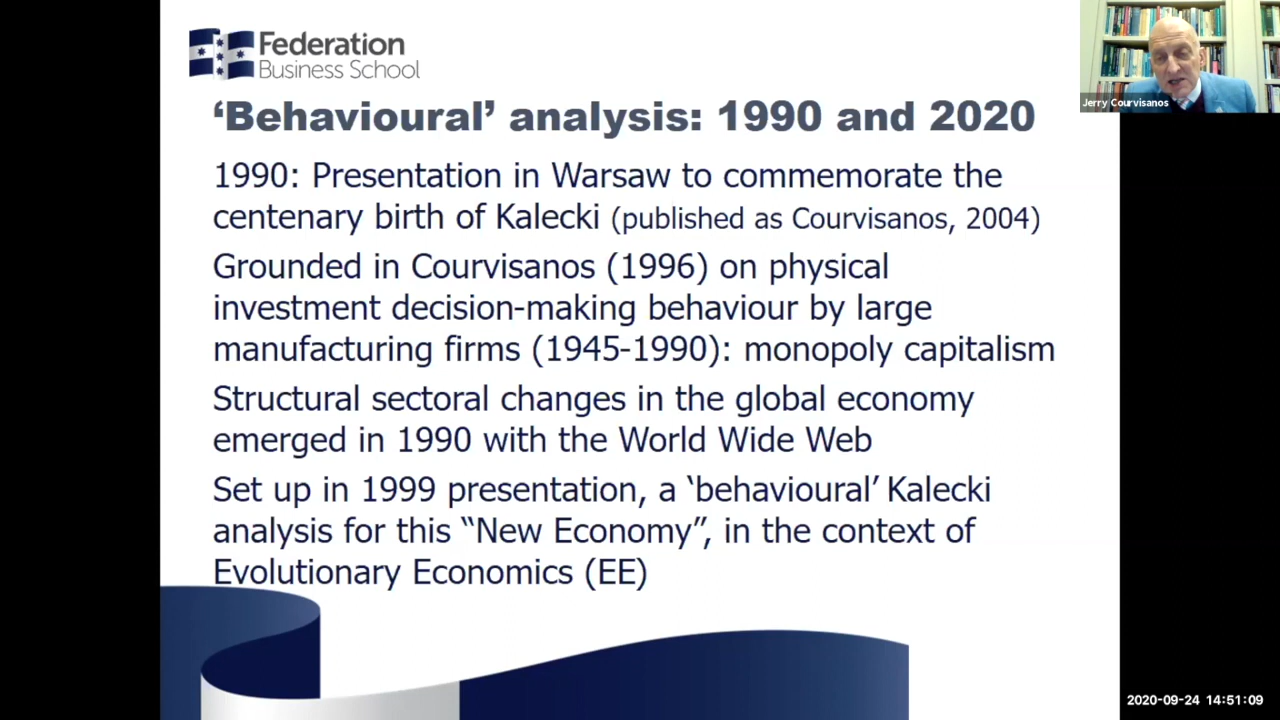 Federation
Business School
‘Behavioural’ analysis: 1990 and 2020
1990: Presentation in Warsaw to commemorate the
centenary birth of Kalecki (published as Courvisanos, 2004)
Grounded in Courvisanos (1996) on physical
investment decision-making behaviour by large
manufacturing firms (1945-1990): monopoly capitalism
Structural sectoral changes in the global economy
emerged in 1990 with the World Wide Web
Set up in 1999 presentation, a ‘behavioural’ Kalecki
analysis for this “New Economy”, in the context of
Evolutionary Economics (EE)
Jerry Courvisanos
2020-09-24 14:51:09